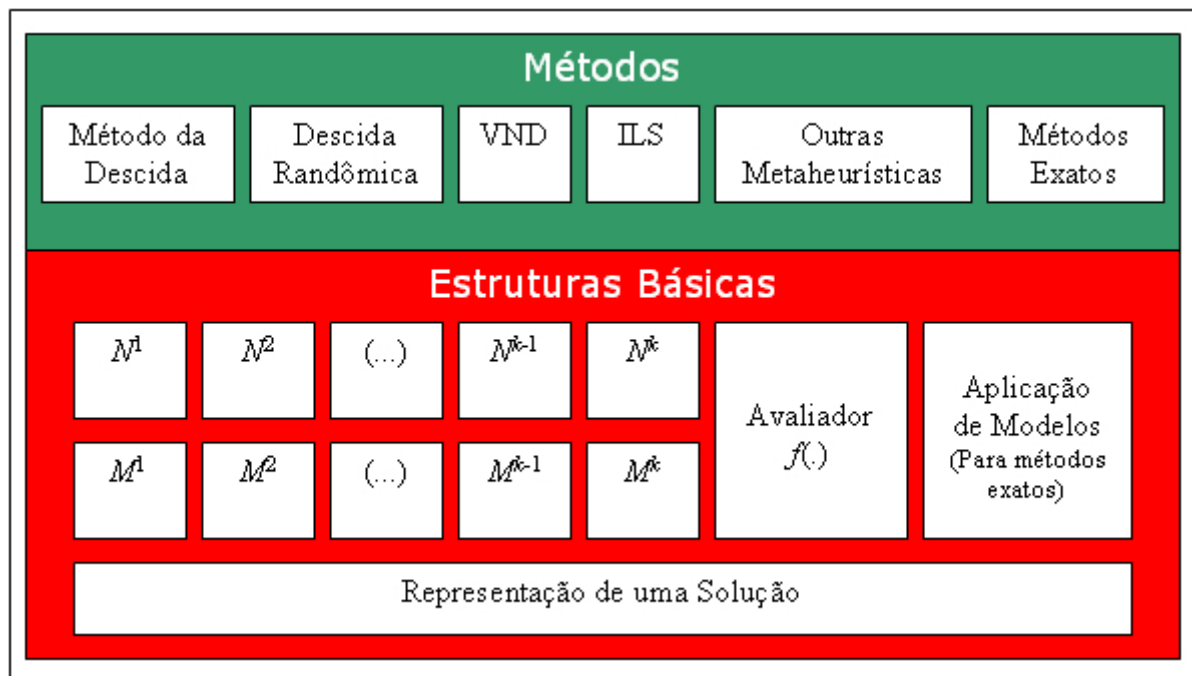 Métodos
Método da
Descida
Descida
Randômica
VND
ILS
Outras
Metaheurísticas
Métodos
Exatos
Estruturas Básicas
N¹
N²
(...)
Nᵏ⁻¹
Nᵏ
M¹
M²
(...)
Mᵏ⁻¹
Mᵏ
Avaliador
f(.)
Aplicação
de Modelos
(Para métodos
exatos)
Representação de uma Solução